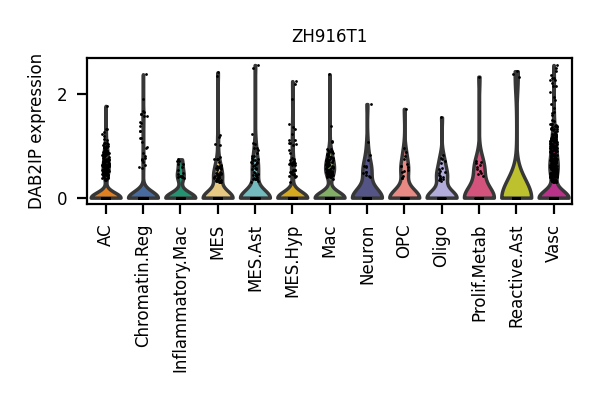 ZH916T1
DAB2IP expression
2
0
AC
Chromatin.Reg
Inflammatory.Mac
MES
MES.Ast
MES.Hyp
Mac
Neuron
OPC
Oligo
Prolif.Metab
Reactive.Ast
Vasc